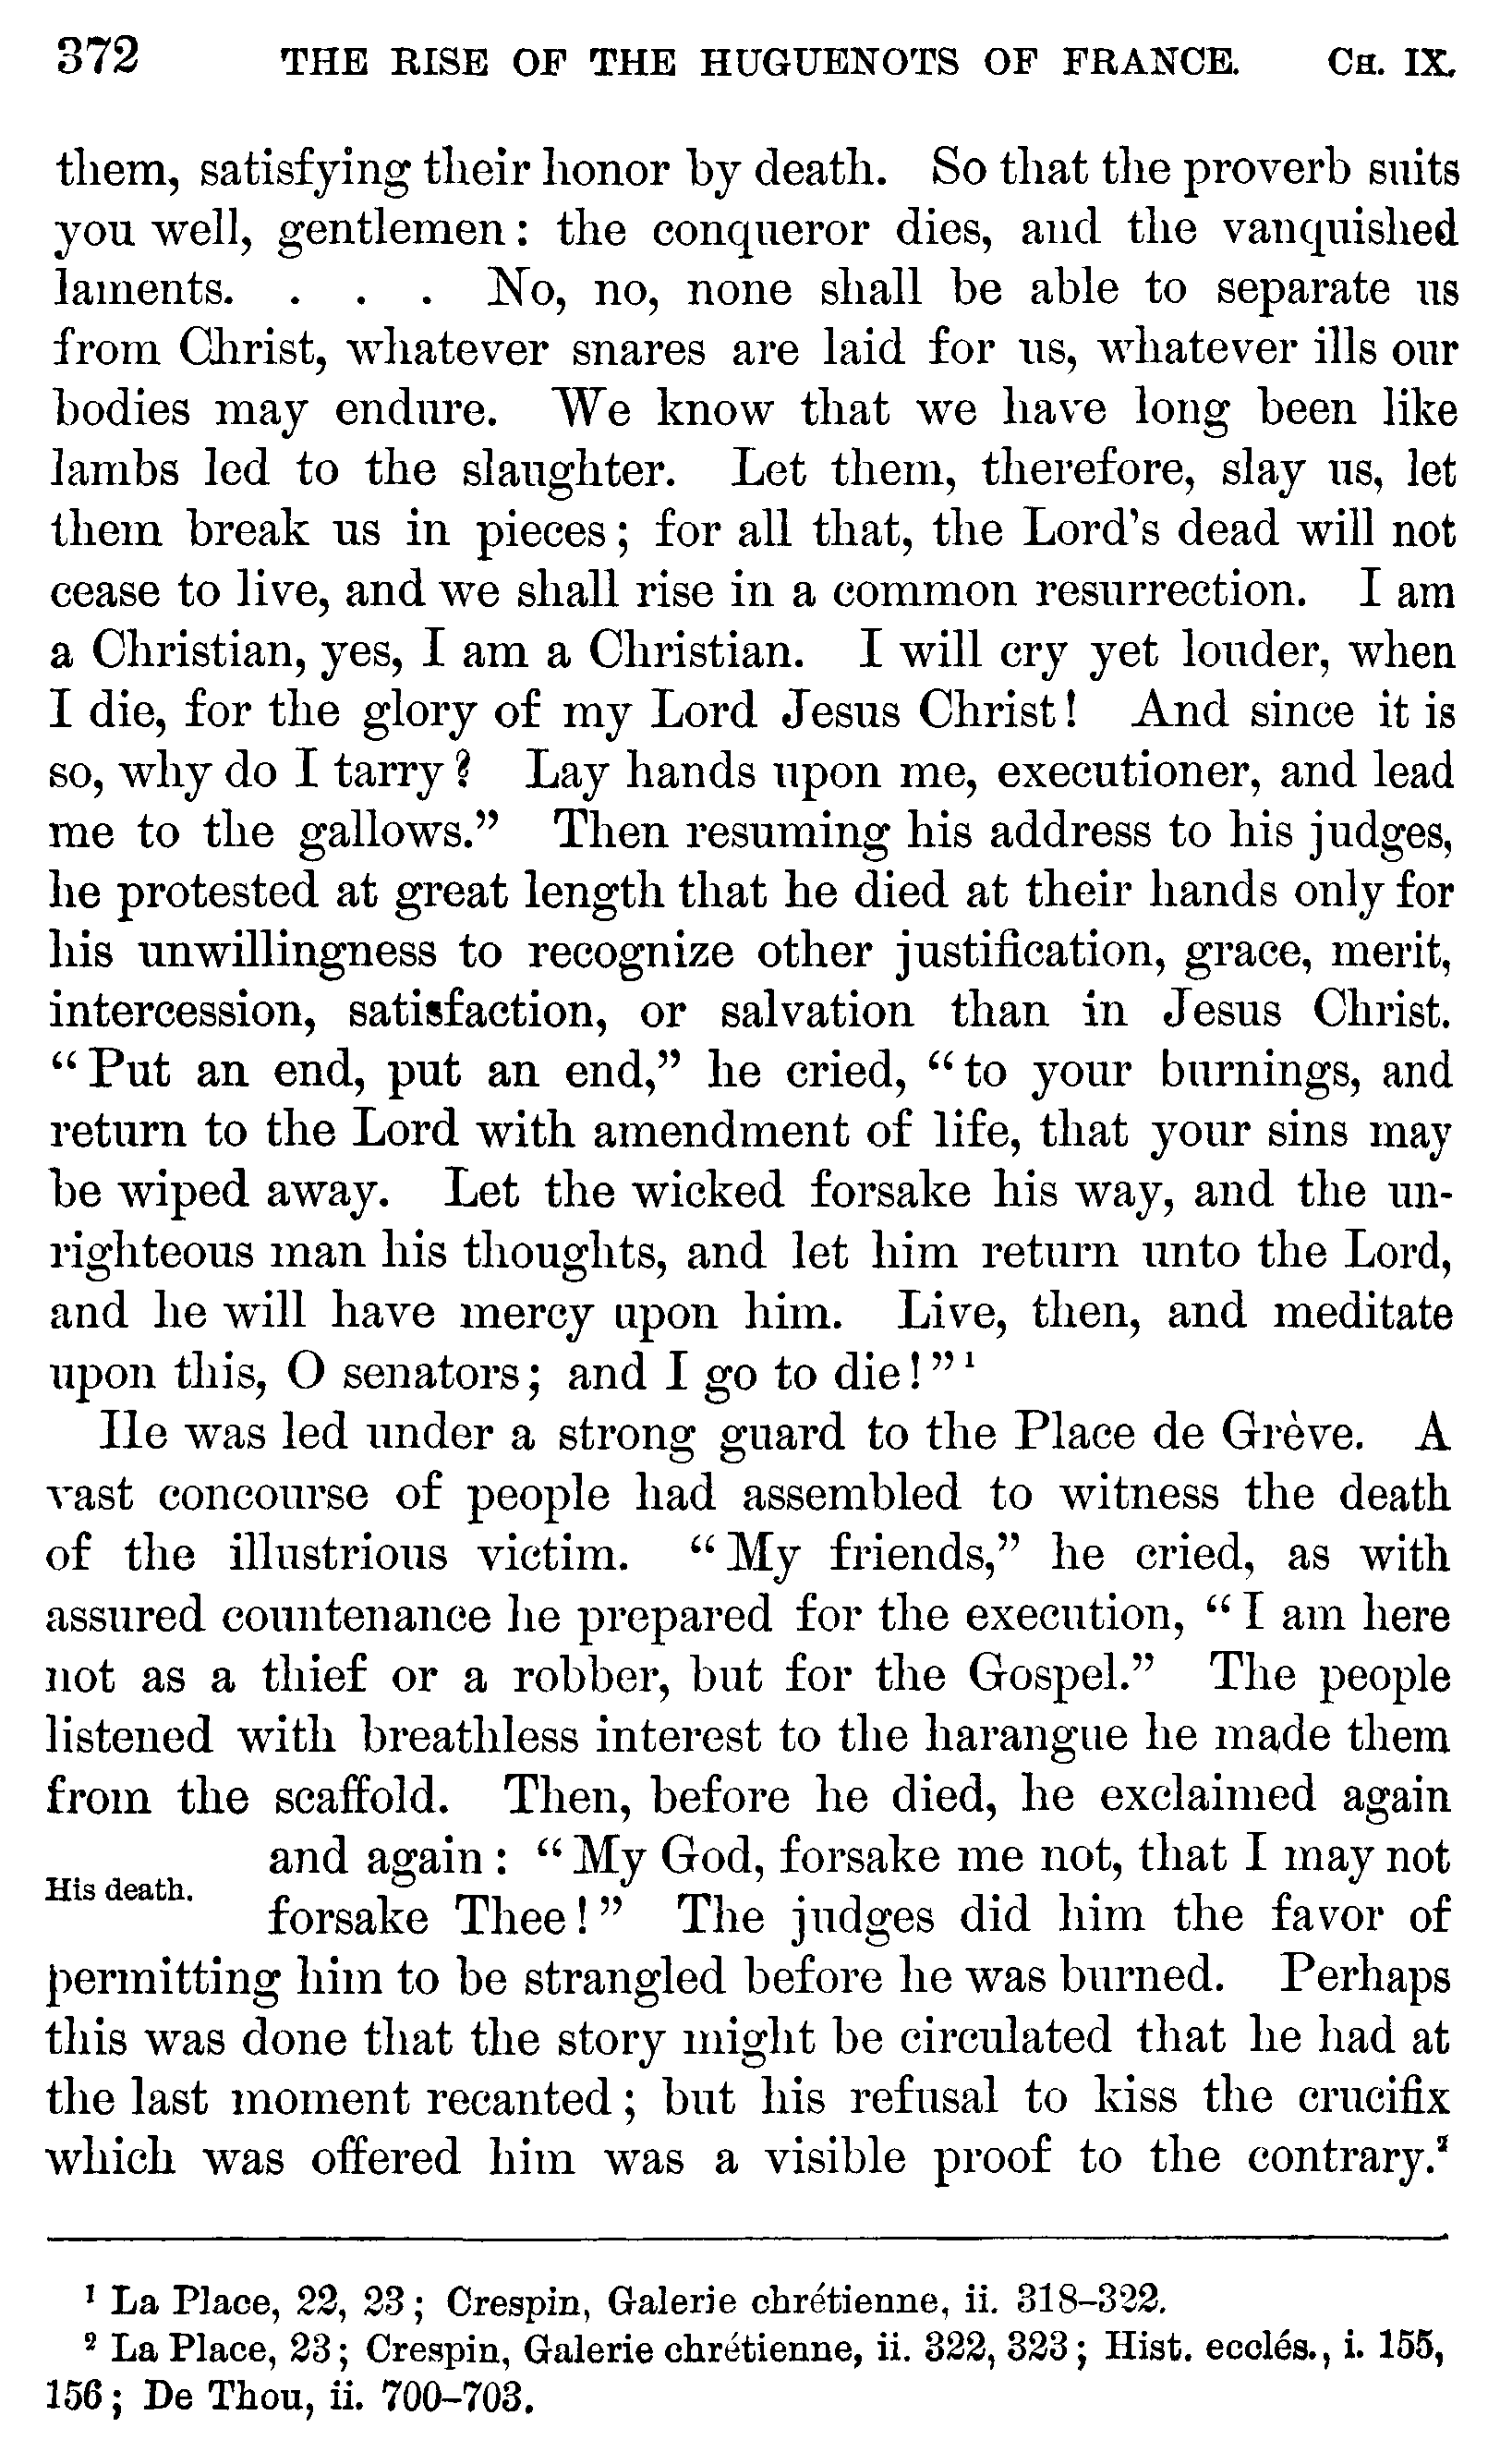 372 THE RISE OF THE HUGUENOTS OF FRANCE. CH. IX.
them, satisfying their honor by death. So that the proverb suits
you well, gentlemen: the conqueror dies, and the vanquished
laments. . . . No, no, none shall be able to separate us
from Christ, whatever snares are laid for us, whatever ills our
bodies may endure. We know that we have long been like
lambs led to the slaughter. Let them, therefore, slay us, let
them break us in pieces; for all that, the Lord's dead will not
cease to live, and we shall rise in a common resurrection. I am
a Christian, yes, I am a Christian. I will cry yet louder, when
I die, for the glory of my Lord Jesus Christ! And since it is
so, why do I tarry? Lay hands upon me, executioner, and lead
me to the gallows.” Then resuming his address to his judges,
he protested at great length that he died at their hands only for
his unwillingness to recognize other justification, grace, merit,
intercession, satisfaction, or salvation than in Jesus Christ.
“Put an end, put an end,” he cried, “to your burnings, and
return to the Lord with amendment of life, that your sins may
be wiped away. Let the wicked forsake his way, and the un-
righteous man his thoughts, and let him return unto the Lord,
and he will have mercy upon him. Live, then, and meditate
upon this, O senators; and I go to die!”¹
He was led under a strong guard to the Place de Grève. A
vast concourse of people had assembled to witness the death
of the illustrious victim. “My friends,” he cried, as with
assured countenance he prepared for the execution, “I am here
not as a thief or a robber, but for the Gospel.” The people
listened with breathless interest to the harangue he made them
from the scaffold. Then, before he died, he exclaimed again
and again: “My God, forsake me not, that I may not
His death.
forsake Thee!” The judges did him the favor of
permitting him to be strangled before he was burned. Perhaps
this was done that the story might be circulated that he had at
the last moment recanted; but his refusal to kiss the crucifix
which was offered him was a visible proof to the contrary.²
¹ La Place, 22, 23; Crespin, Galerie chrétienne, ii. 318–322.
² La Place, 23; Crespin, Galerie chrétienne, ii. 322, 323; Hist. ecclés., i. 155,
156; De Thou, ii. 700–703.